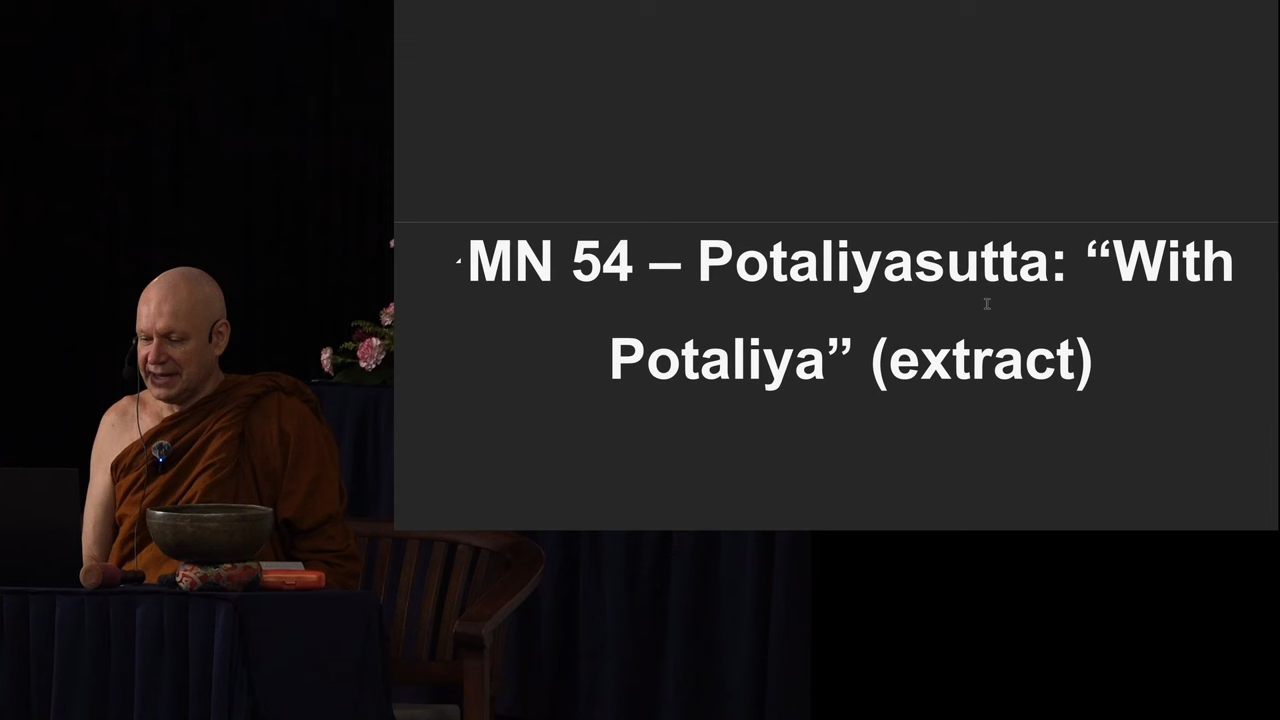 MN 54 – Potaliyasutta: “With
Potaliya” (extract)